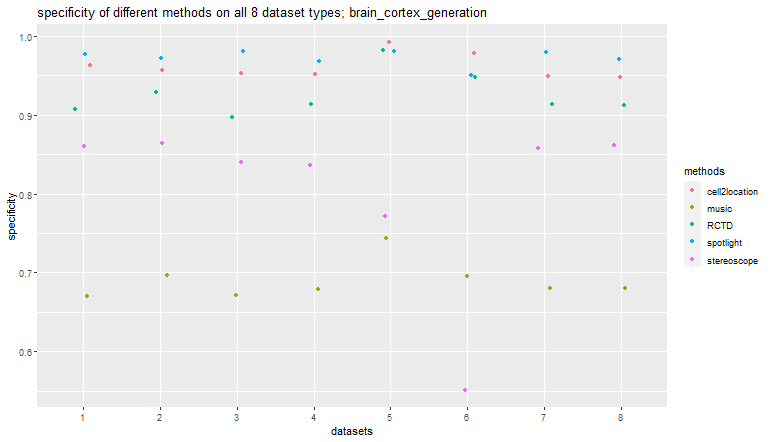 specificity of different methods on all 8 dataset types; brain_cortex_generation
1.0
0.9
0.8
0.7
0.6
specificity
1 2 3 4 5 6 7 8
datasets
methods
cell2location
music
RCTD
spotlight
stereoscope